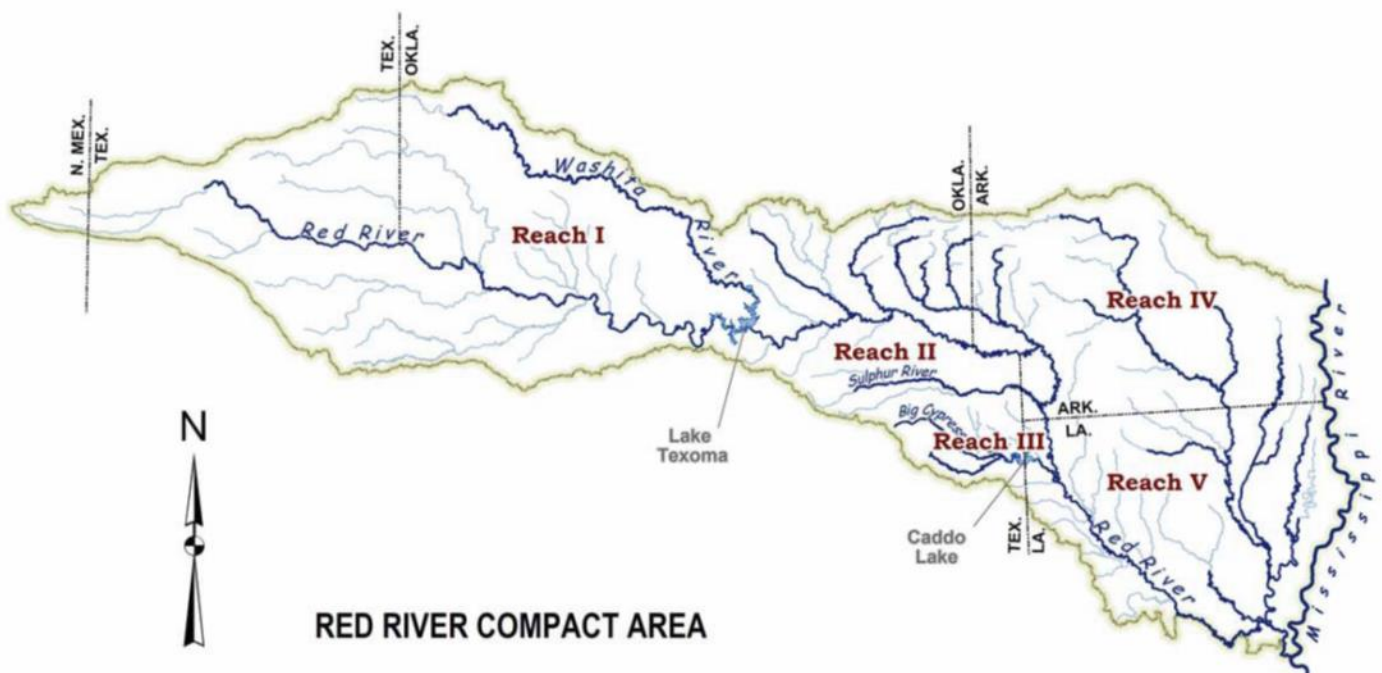 N. MEX.
TEX.
TEX.
OKLA.
OKLA.
ARK.
Washita
River
Red River
Reach I
Reach IV
Reach II
Sulphur River
Big Cypress
Reach III
ARK.
LA.
Lake
Texoma
Reach V
Caddo
Lake
TEX.
LA.
Red River
Mississippi River
N
RED RIVER COMPACT AREA